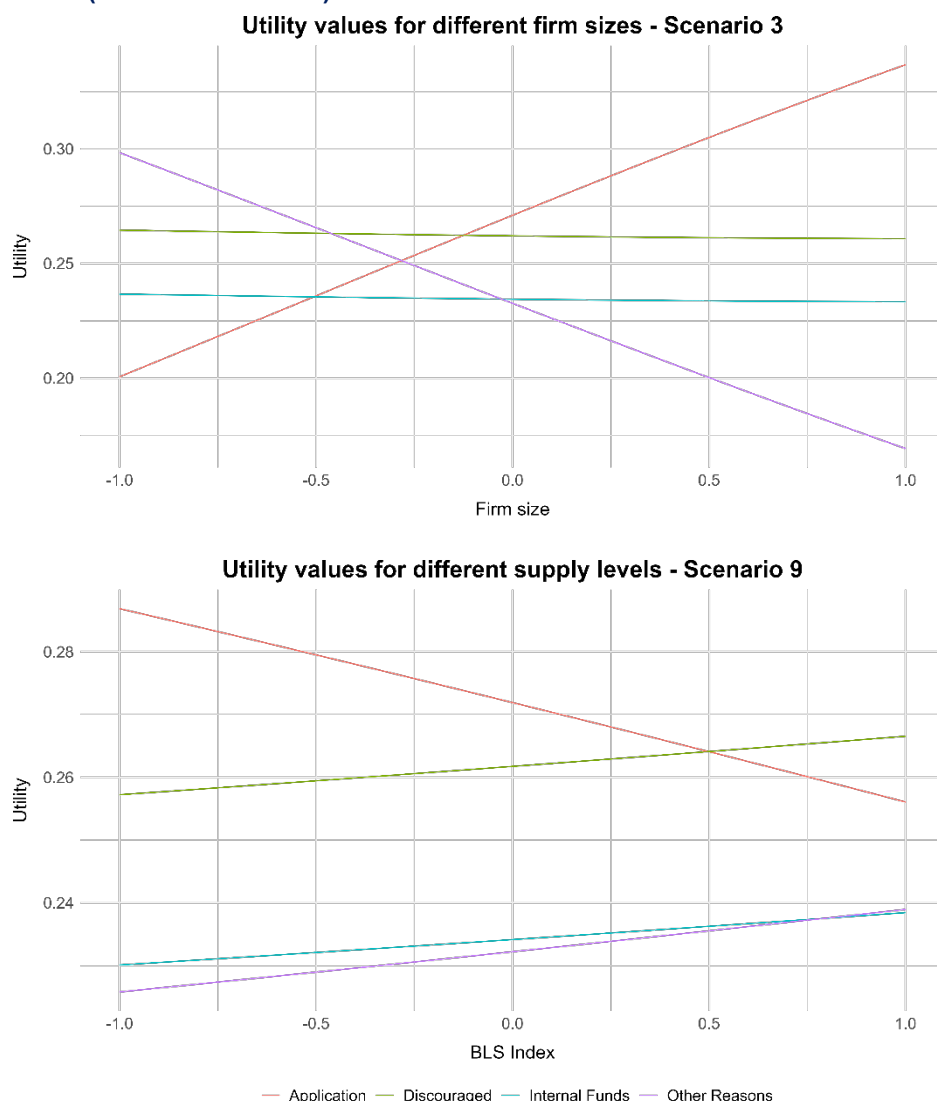 Utility values for different firm sizes - Scenario 3
0.30
0.25
0.20
Utility
-1.0 -0.5 0.0 0.5 1.0
Firm size
Utility values for different supply levels - Scenario 9
0.28
0.26
0.24
Utility
-1.0 -0.5 0.0 0.5 1.0
BLS Index
Application Discouraged Internal Funds Other Reasons